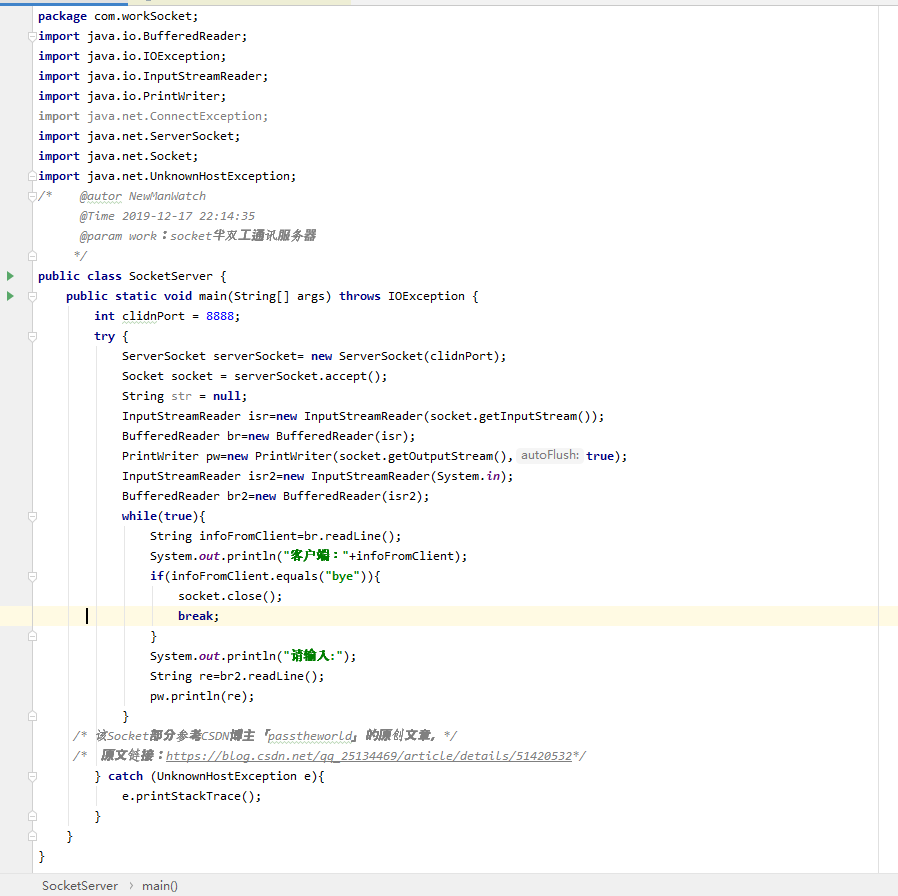 package com.workSocket;
import java.io.BufferedReader;
import java.io.IOException;
import java.io.InputStreamReader;
import java.io.PrintWriter;
import java.net.ConnectException;
import java.net.ServerSocket;
import java.net.Socket;
import java.net.UnknownHostException;
/*    @autor NewManWatch
      @Time 2019-12-17 22:14:35
      @param work：socket半双工通讯服务器
     */
public class SocketServer {
    public static void main(String[] args) throws IOException {
        int clidnPort = 8888;
        try {
            ServerSocket serverSocket= new ServerSocket(clidnPort);
            Socket socket = serverSocket.accept();
            String str = null;
            InputStreamReader isr=new InputStreamReader(socket.getInputStream());
            BufferedReader br=new BufferedReader(isr);
            PrintWriter pw=new PrintWriter(socket.getOutputStream(), autoFlush: true);
            InputStreamReader isr2=new InputStreamReader(System.in);
            BufferedReader br2=new BufferedReader(isr2);
            while(true){
                String infoFromClient=br.readLine();
                System.out.println("客户端："+infoFromClient);
                if(infoFromClient.equals("bye")){
                    socket.close();
                    break;
                }
                System.out.println("请输入:");
                String re=br2.readLine();
                pw.println(re);
            }
     /* 该Socket部分参考CSDN博主「passtheworld」的原创文章。*/
     /*  原文链接：https://blog.csdn.net/qq_25134469/article/details/51420532*/
        } catch (UnknownHostException e){
            e.printStackTrace();
        }
    }
}
SocketServer › main()